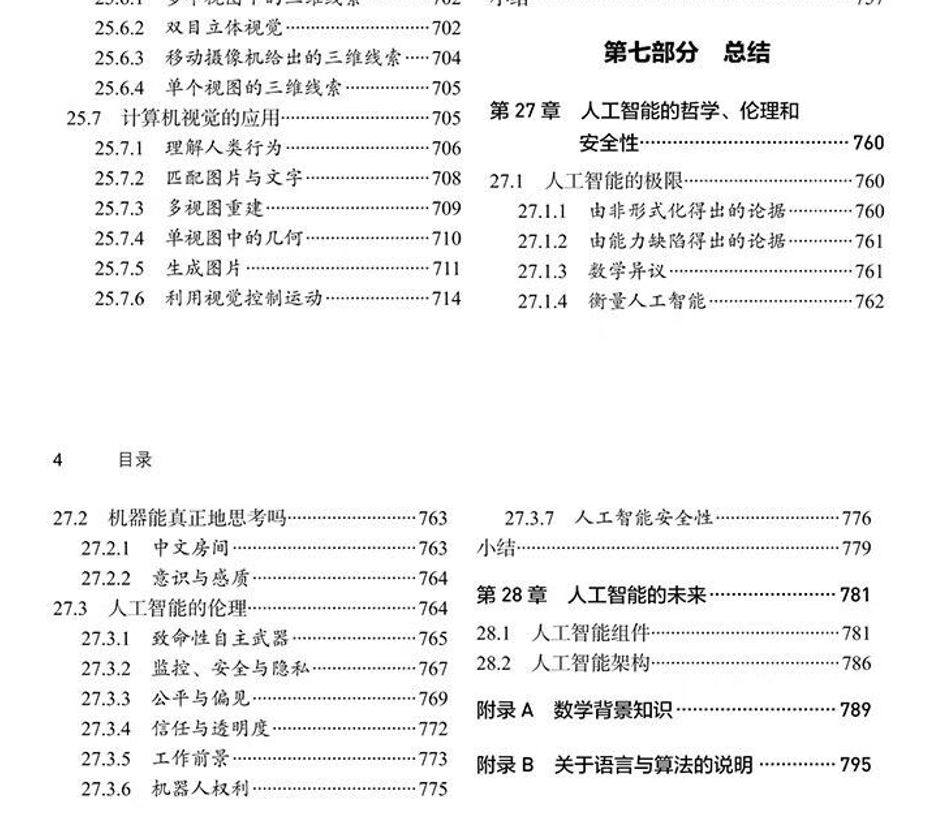 25.6.1 多个视图中的三维线索 702
25.6.2 双目立体视觉 702
25.6.3 移动摄像机给出的三维线索 704
25.6.4 单个视图的三维线索 705
25.7 计算机视觉的应用 705
25.7.1 理解人类行为 706
25.7.2 匹配图片与文字 708
25.7.3 多视图重建 709
25.7.4 单视图中的几何 710
25.7.5 生成图片 711
25.7.6 利用视觉控制运动 714
小结 757
第七部分 总结
第 27 章 人工智能的哲学、伦理和
安全性 760
27.1 人工智能的极限 760
27.1.1 由非形式化得出的论据 760
27.1.2 由能力缺陷得出的论据 761
27.1.3 数学异议 761
27.1.4 衡量人工智能 762
4 目录
27.2 机器能真正地思考吗 763
27.2.1 中文房间 763
27.2.2 意识与感质 764
27.3 人工智能的伦理 764
27.3.1 致命性自主武器 765
27.3.2 监控、安全与隐私 767
27.3.3 公平与偏见 769
27.3.4 信任与透明度 772
27.3.5 工作前景 773
27.3.6 机器人权利 775
27.3.7 人工智能安全性 776
小结 779
第 28 章 人工智能的未来 781
28.1 人工智能组件 781
28.2 人工智能架构 786
附录 A 数学背景知识 789
附录 B 关于语言与算法的说明 795